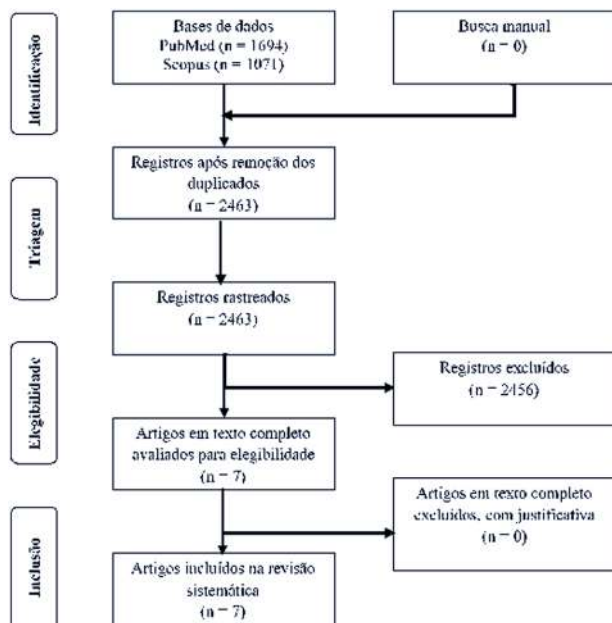 Identificação
Bases de dados
PubMed (n = 1694)
Scopus (n = 1071)
Busca manual
(n = 0)
Registros após remoção dos
duplicados
(n = 2463)
Triagem
Registros rastreados
(n = 2463)
Elegibilidade
Registros excluídos
(n = 2456)
Artigos em texto completo
avaliados para elegibilidade
(n = 7)
Artigos em texto completo
excluídos, com justificativa
(n = 0)
Inclusão
Artigos incluídos na revisão
sistemática
(n = 7)